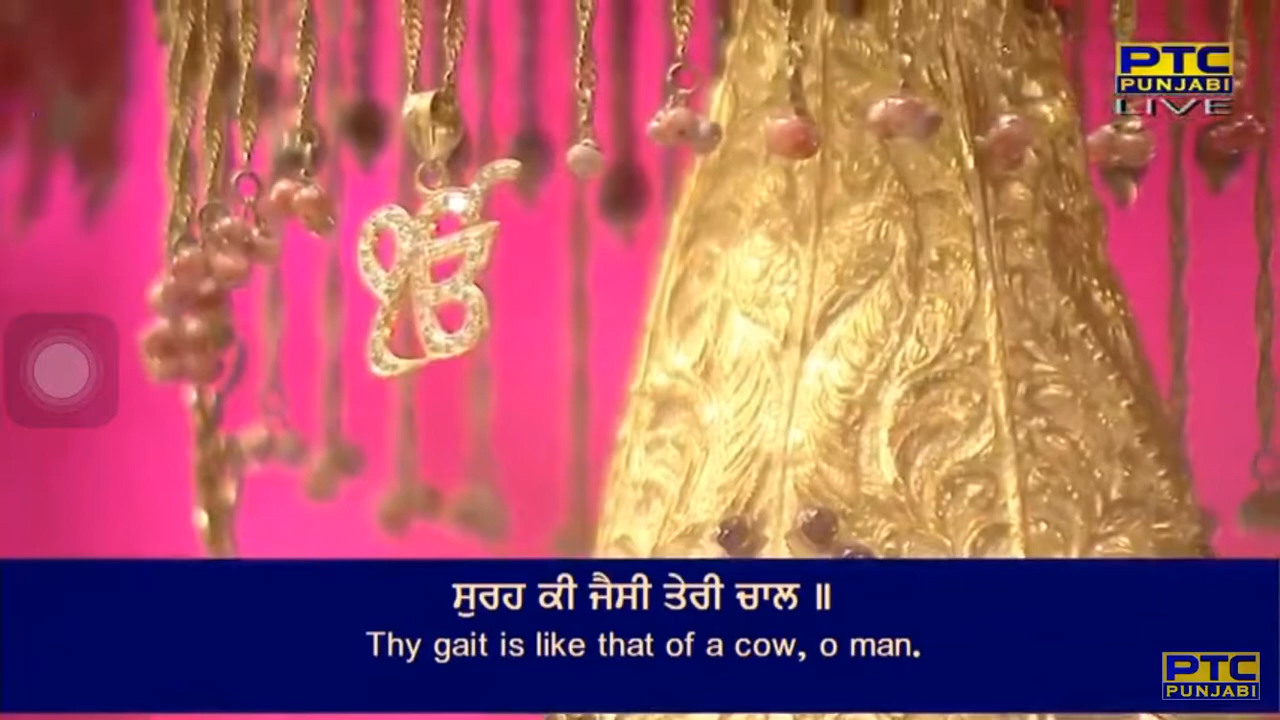 PTC
PUNJABI
LIVE
ੴ
ਸੁਰਹ ਕੀ ਜੈਸੀ ਤੇਰੀ ਚਾਲ ॥
Thy gait is like that of a cow, o man.
PTC
PUNJABI